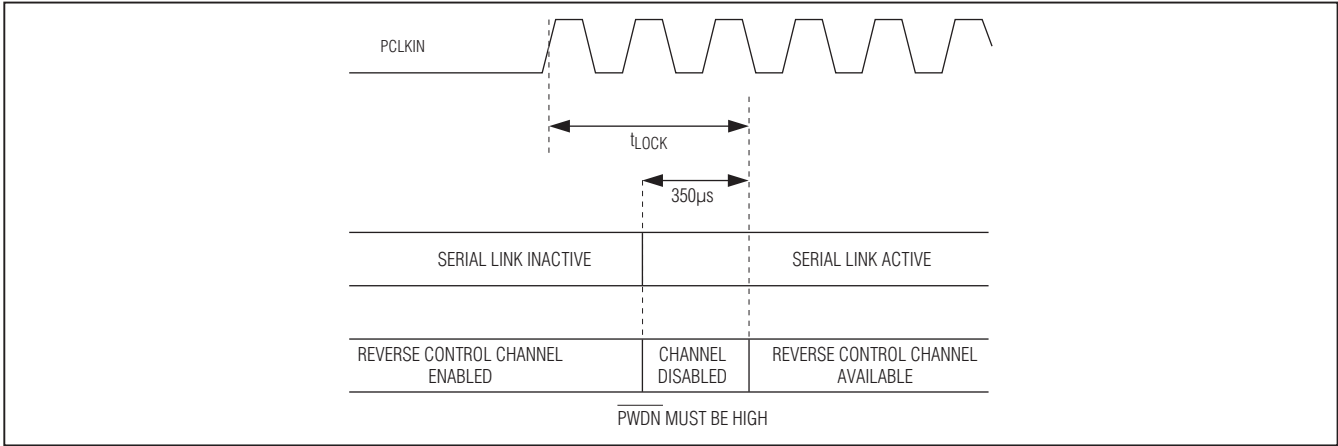 PCLKIN
tLOCK
350µs
SERIAL LINK INACTIVE
SERIAL LINK ACTIVE
REVERSE CONTROL CHANNEL
ENABLED
CHANNEL
DISABLED
REVERSE CONTROL CHANNEL
AVAILABLE
PWDN MUST BE HIGH